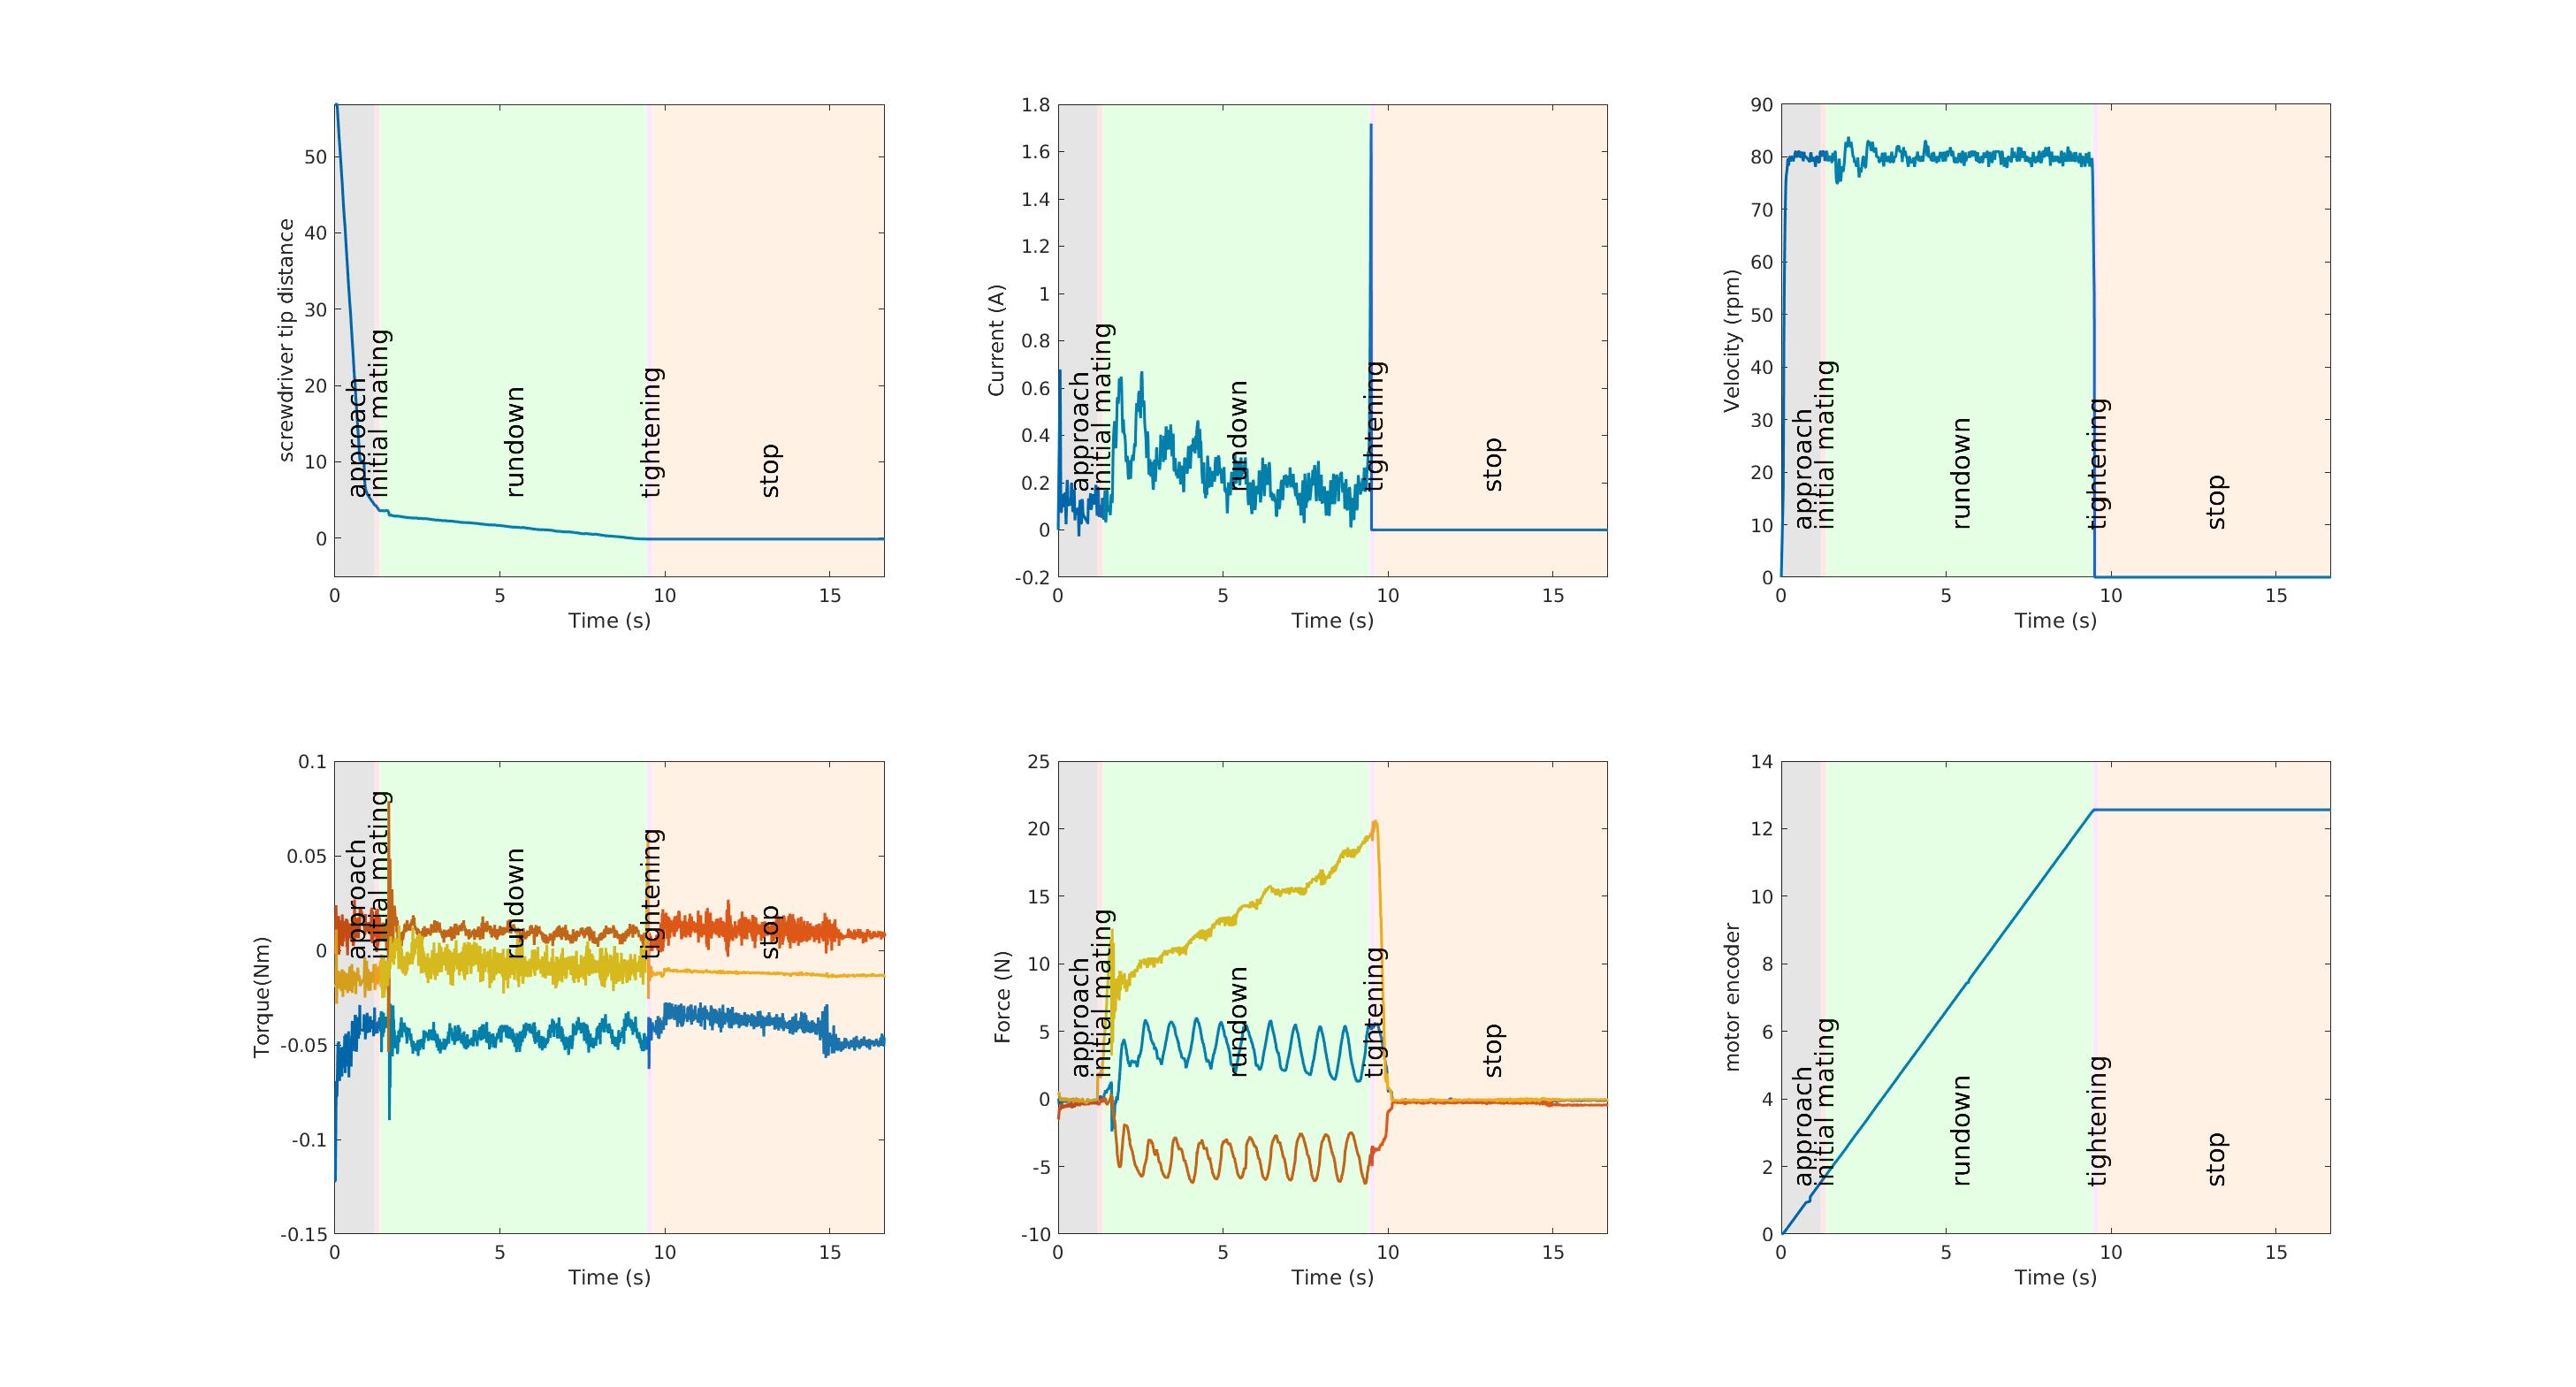 screwdriver tip distance
50
40
30
20
10
0
approach
initial mating
rundown
tightening
stop
0 5 10 15
Time (s)
Current (A)
1.8
1.6
1.4
1.2
1
0.8
0.6
0.4
0.2
0
-0.2
approach
initial mating
rundown
tightening
stop
0 5 10 15
Time (s)
Velocity (rpm)
90
80
70
60
50
40
30
20
10
0
approach
initial mating
rundown
tightening
stop
0 5 10 15
Time (s)
Torque(Nm)
0.1
0.05
0
-0.05
-0.1
-0.15
approach
initial mating
rundown
tightening
stop
0 5 10 15
Time (s)
Force (N)
25
20
15
10
5
0
-5
-10
approach
initial mating
rundown
tightening
stop
0 5 10 15
Time (s)
motor encoder
14
12
10
8
6
4
2
0
approach
initial mating
rundown
tightening
stop
0 5 10 15
Time (s)